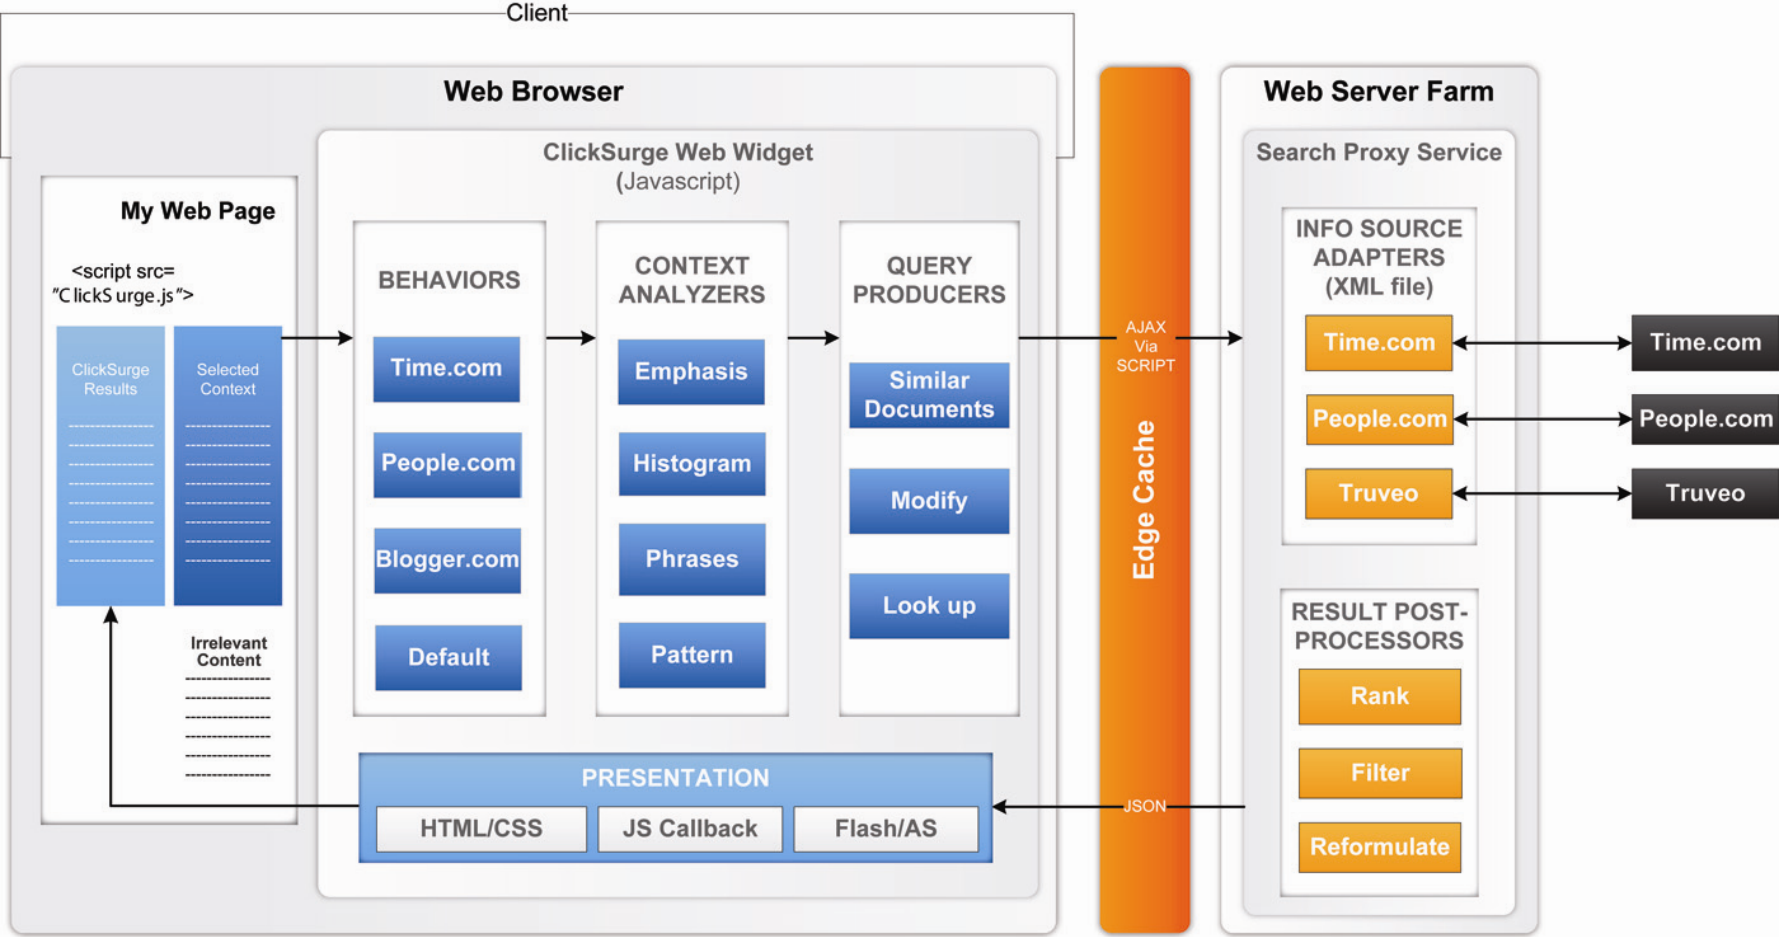 Client
Web Browser
Web Server Farm
ClickSurge Web Widget
(Javascript)
Search Proxy Service
My Web Page
<script src=
"ClickSurge.js">
ClickSurge
Results
Selected
Context
Irrelevant
Content
BEHAVIORS
Time.com
People.com
Blogger.com
Default
CONTEXT
ANALYZERS
Emphasis
Histogram
Phrases
Pattern
QUERY
PRODUCERS
Similar
Documents
Modify
Look up
PRESENTATION
HTML/CSS
JS Callback
Flash/AS
AJAX
Via
SCRIPT
Edge Cache
JSON
INFO SOURCE
ADAPTERS
(XML file)
Time.com
People.com
Truveo
RESULT POST-
PROCESSORS
Rank
Filter
Reformulate
Time.com
People.com
Truveo